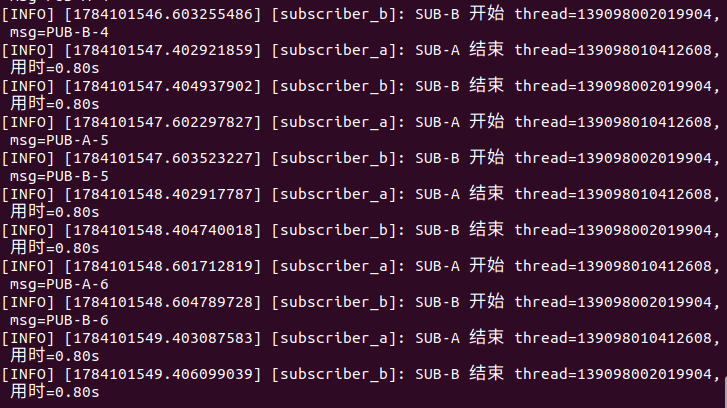 [INFO] [1784101546.603255486] [subscriber_b]: SUB-B 开始 thread=139098002019904,
msg=PUB-B-4
[INFO] [1784101547.402921859] [subscriber_a]: SUB-A 结束 thread=139098010412608,
用时=0.80s
[INFO] [1784101547.404937902] [subscriber_b]: SUB-B 结束 thread=139098002019904,
用时=0.80s
[INFO] [1784101547.602297827] [subscriber_a]: SUB-A 开始 thread=139098010412608,
msg=PUB-A-5
[INFO] [1784101547.603523227] [subscriber_b]: SUB-B 开始 thread=139098002019904,
msg=PUB-B-5
[INFO] [1784101548.402917787] [subscriber_a]: SUB-A 结束 thread=139098010412608,
用时=0.80s
[INFO] [1784101548.404740018] [subscriber_b]: SUB-B 结束 thread=139098002019904,
用时=0.80s
[INFO] [1784101548.601712819] [subscriber_a]: SUB-A 开始 thread=139098010412608,
msg=PUB-A-6
[INFO] [1784101548.604789728] [subscriber_b]: SUB-B 开始 thread=139098002019904,
msg=PUB-B-6
[INFO] [1784101549.403087583] [subscriber_a]: SUB-A 结束 thread=139098010412608,
用时=0.80s
[INFO] [1784101549.406099039] [subscriber_b]: SUB-B 结束 thread=139098002019904,
用时=0.80s